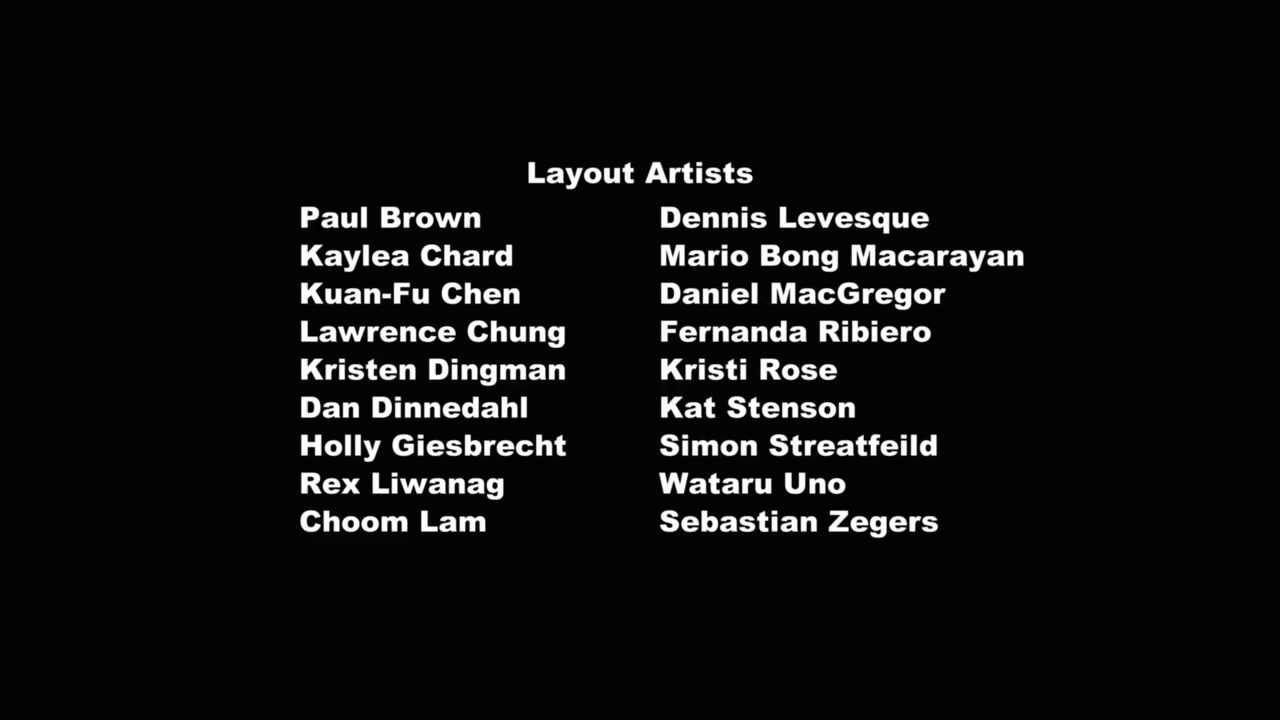 Layout Artists
Paul Brown
Kaylea Chard
Kuan-Fu Chen
Lawrence Chung
Kristen Dingman
Dan Dinnedahl
Holly Giesbrecht
Rex Liwanag
Choom Lam
Dennis Levesque
Mario Bong Macarayan
Daniel MacGregor
Fernanda Ribiero
Kristi Rose
Kat Stenson
Simon Streatfeild
Wataru Uno
Sebastian Zegers